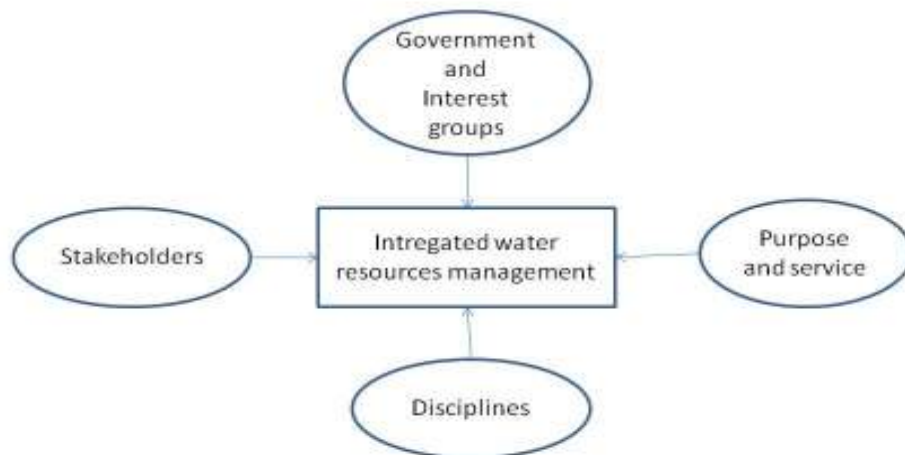 Government
and
Interest
groups
Stakeholders
Intregated water
resources management
Purpose
and service
Disciplines